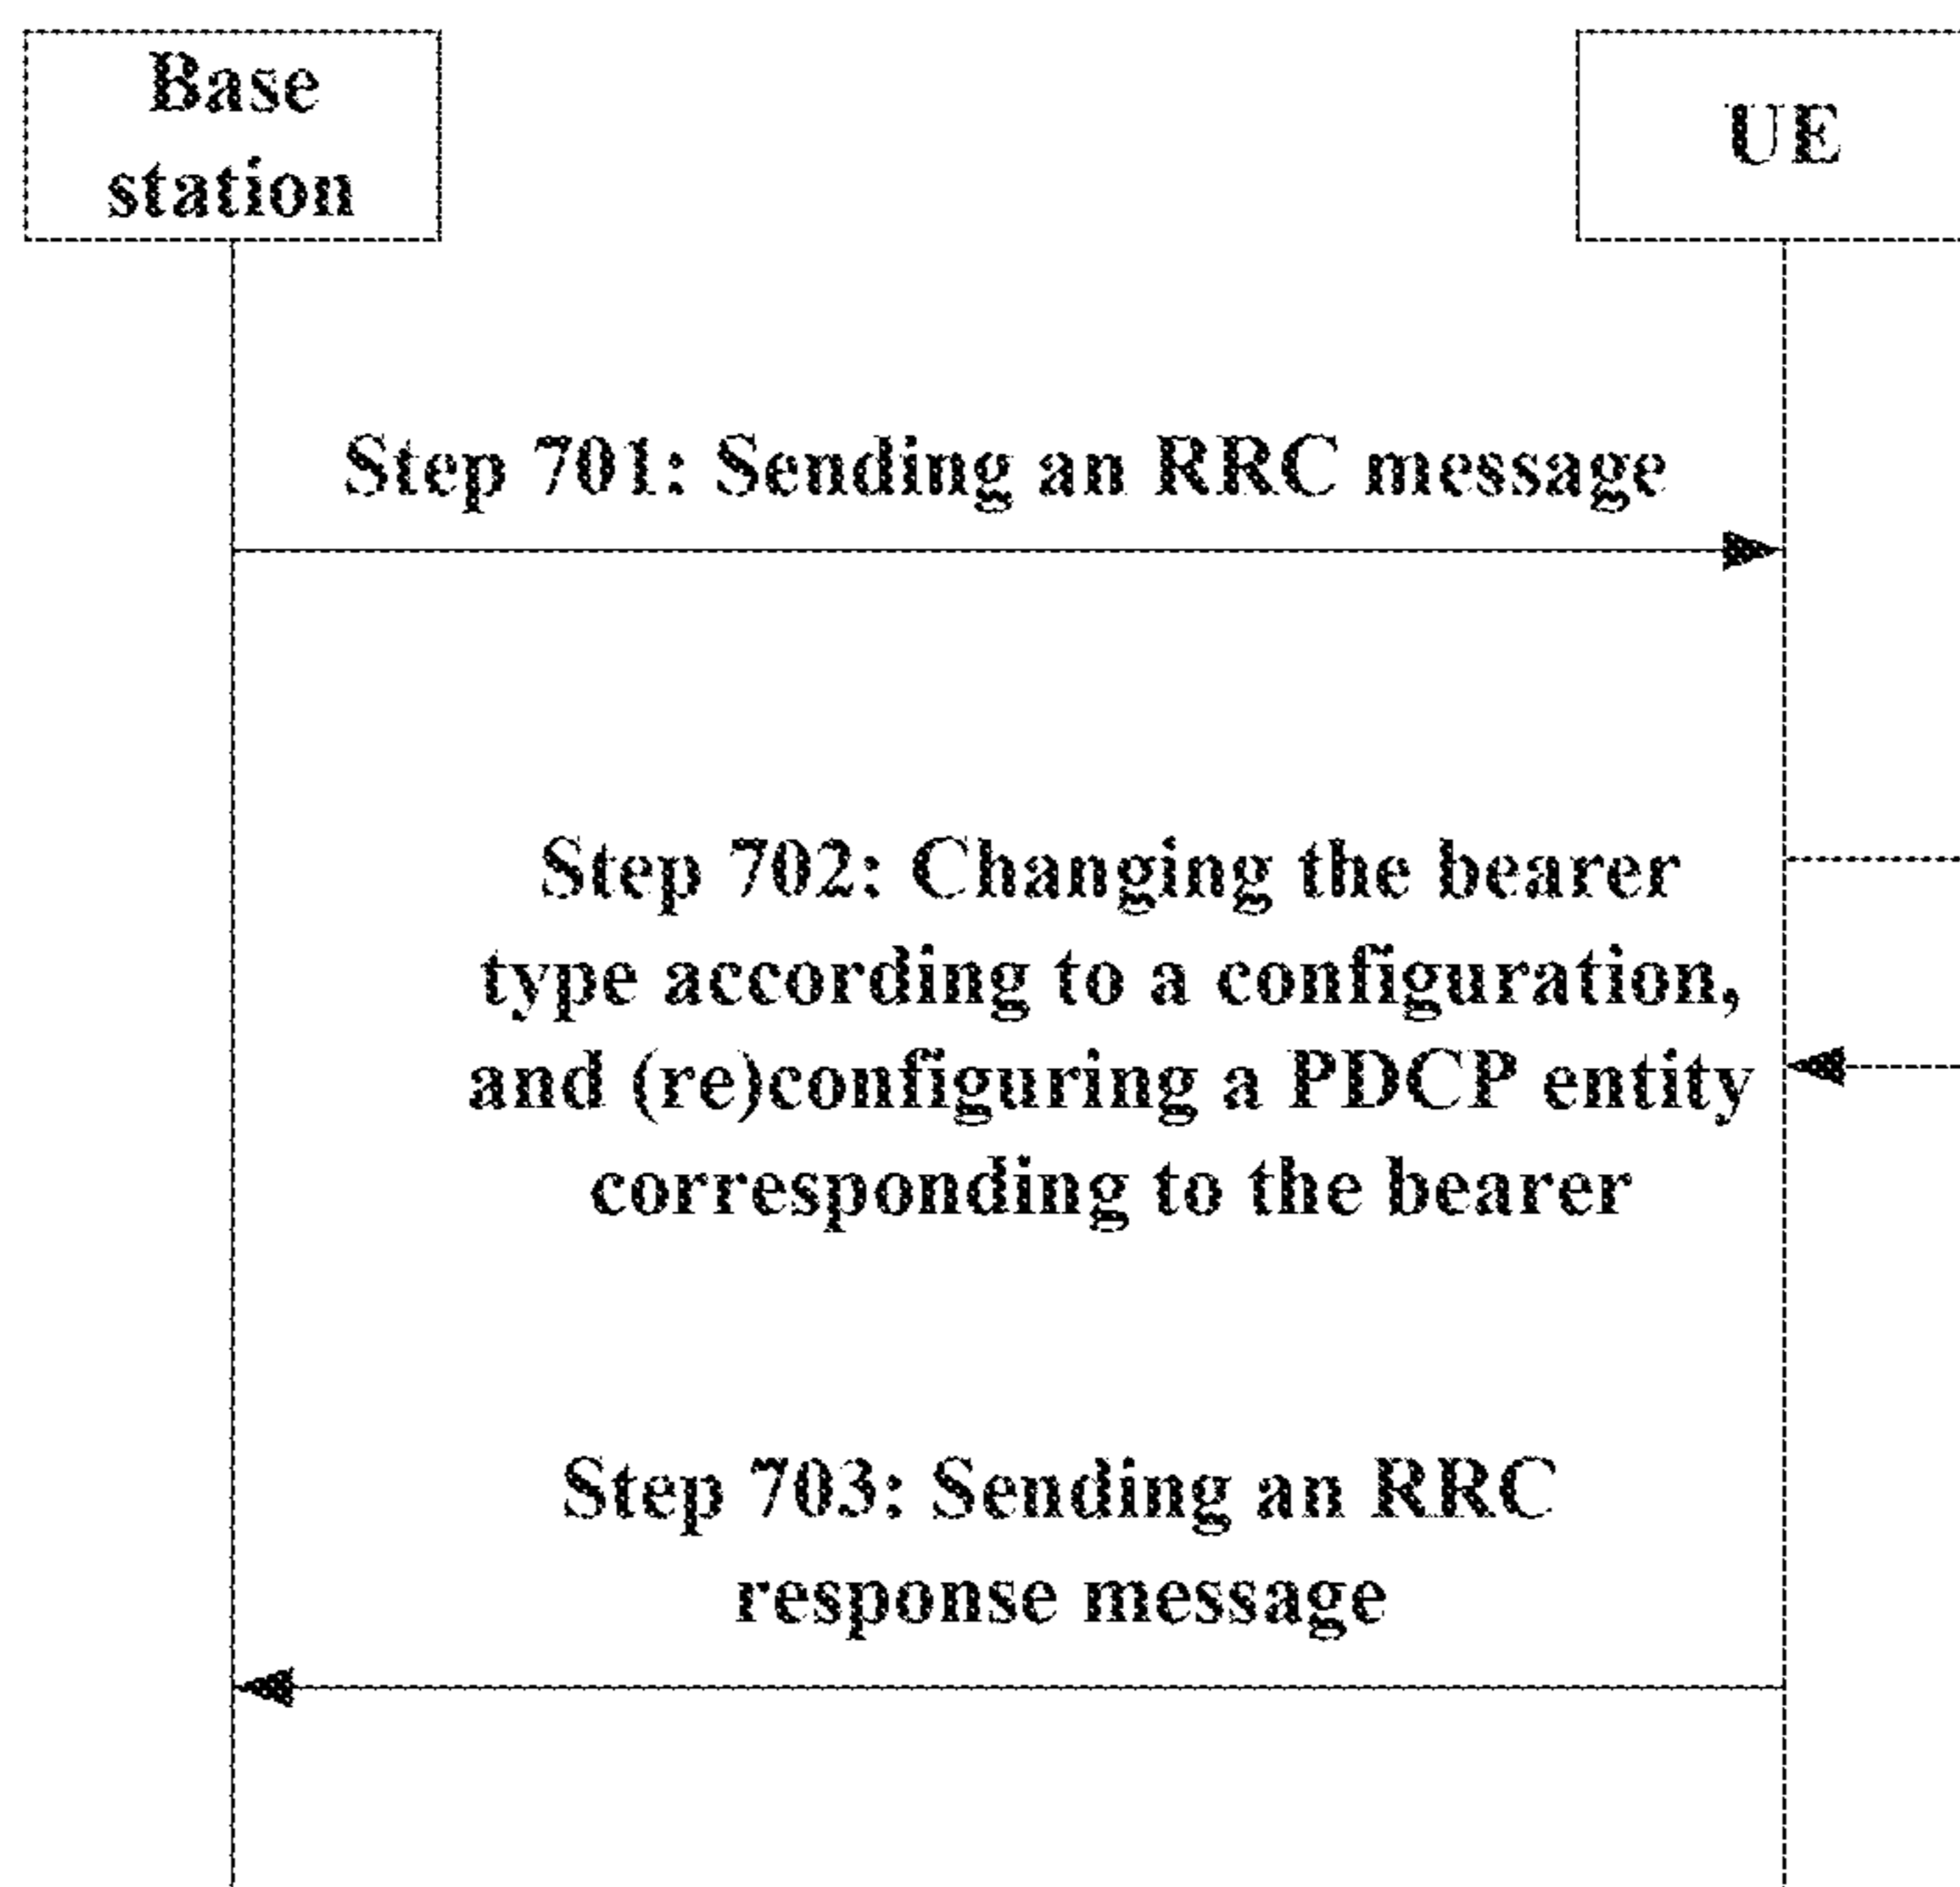 Base
station
UE
Step 701: Sending an RRC message
Step 702: Changing the bearer
type according to a configuration,
and (re)configuring a PDCP entity
corresponding to the bearer
Step 703: Sending an RRC
response message